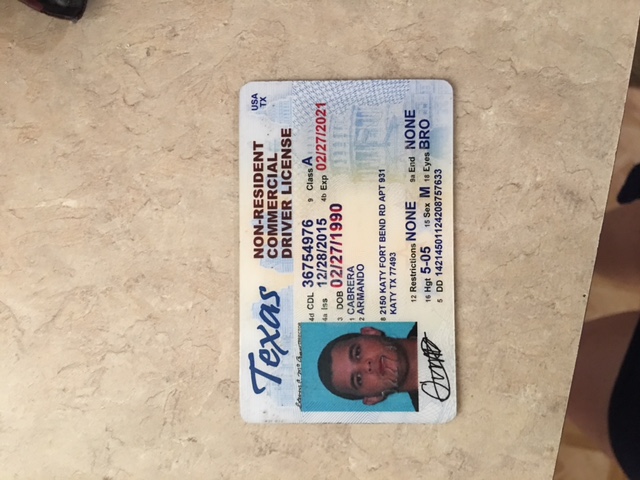 Texas
NON-RESIDENT
COMMERCIAL
DRIVER LICENSE
USA
TX
4d CDL 36754976 9 Class A
4a Iss 12/28/2015 4b Exp 02/27/2021
3 DOB 02/27/1990
1 CABRERA
2 ARMANDO
8 2150 KATY FORT BEND RD APT 931
KATY TX 77493
12 Restrictions NONE 9a End NONE
16 Hgt 5-05 15 Sex M 18 Eyes BRO
5 DD 14214501124208757633